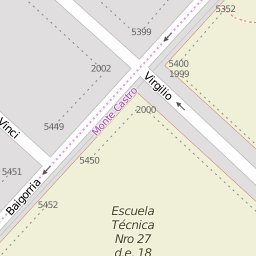 5352
5399
5400
1999
2002
Virgilio
Monte Castro
2000
Vinci
5449
5451
5450
Baigorria
5452
Escuela
Técnica
Nro 27
d.e. 18